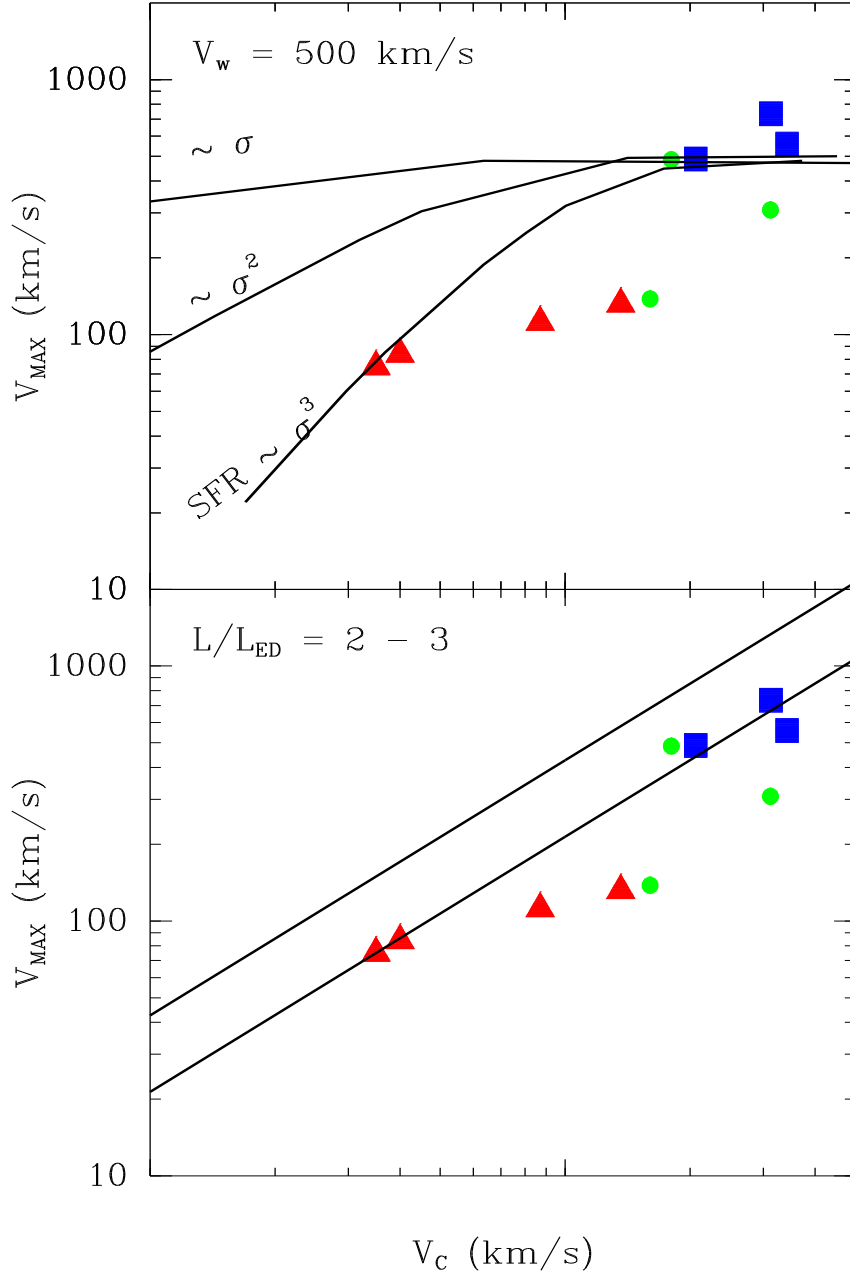 V_w = 500 km/s
1000
~ σ
~ σ²
V_MAX (km/s)
100
SFR ~ σ³
10
L/L_ED = 2 - 3
1000
V_MAX (km/s)
100
10
V_C (km/s)